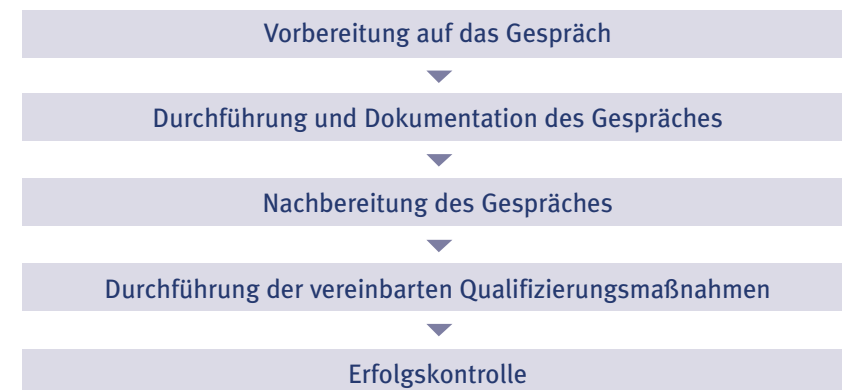 Vorbereitung auf das Gespräch
Durchführung und Dokumentation des Gespräches
Nachbereitung des Gespräches
Durchführung der vereinbarten Qualifizierungsmaßnahmen
Erfolgskontrolle